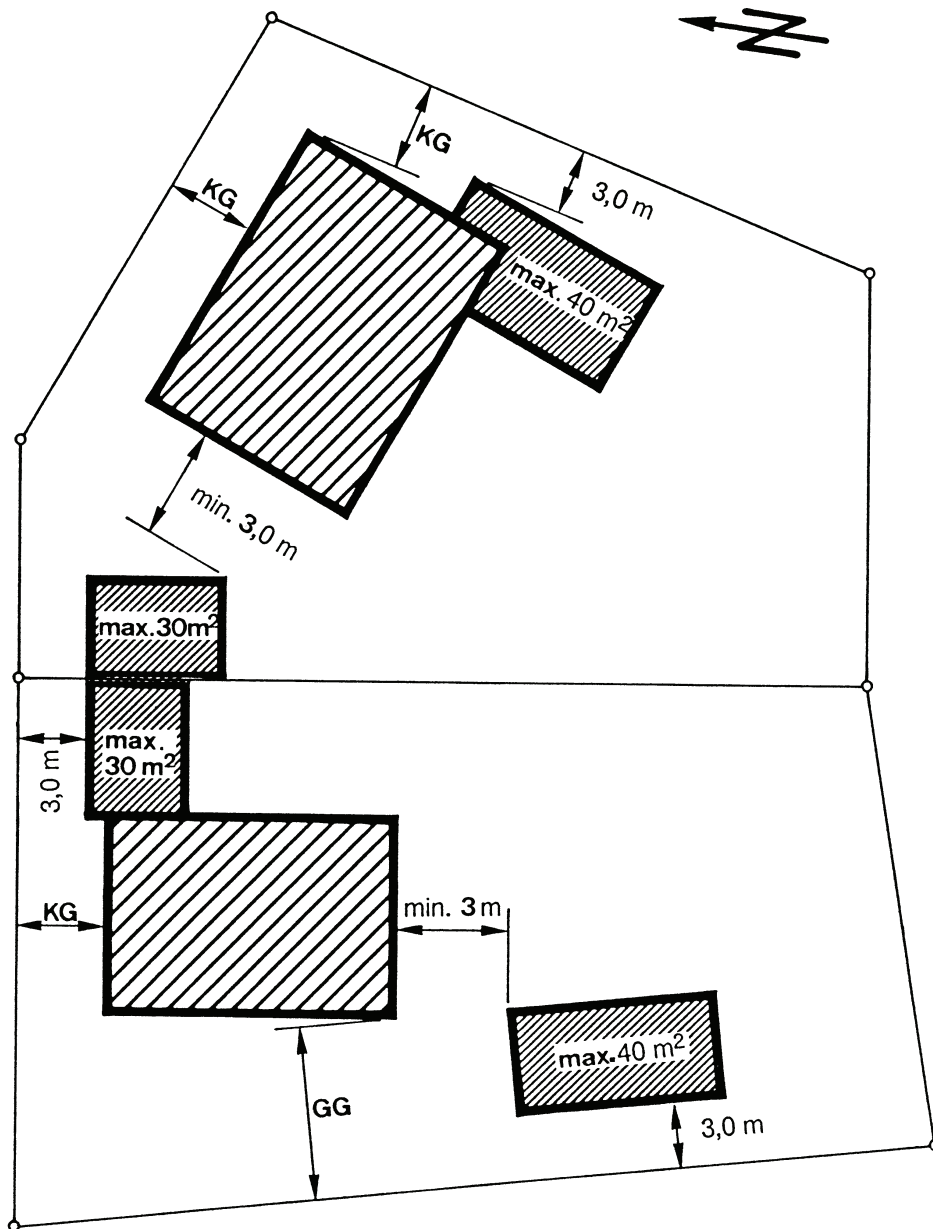 N
KG
KG
3,0 m
max. 40 m²
min. 3,0 m
max.30m²
max.
30 m²
3,0 m
KG
min. 3 m
max.40 m²
GG
3,0 m